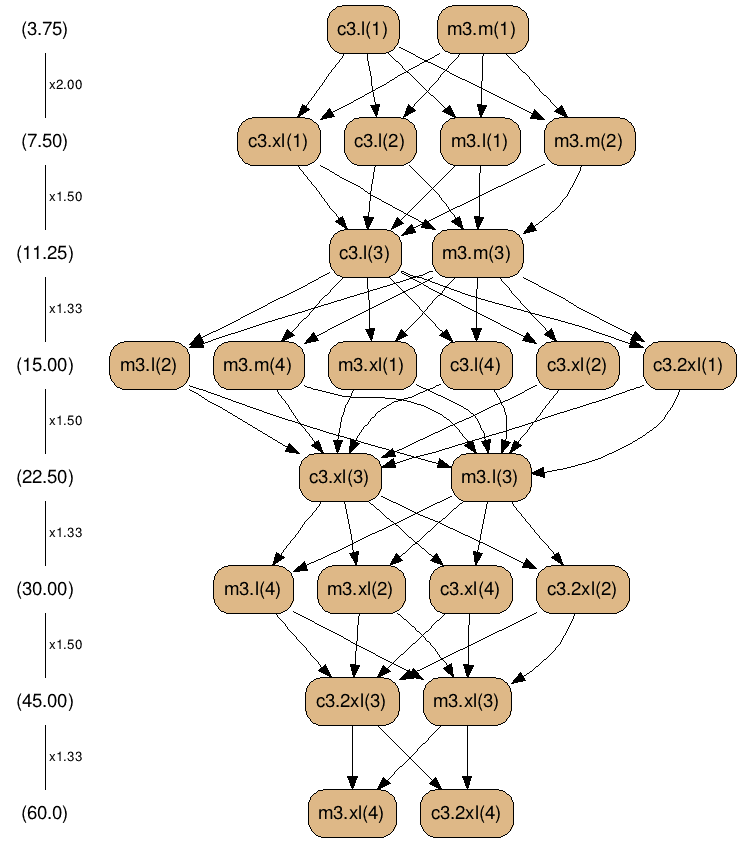 (3.75) c3.l(1) m3.m(1)
x2.00
(7.50) c3.xl(1) c3.l(2) m3.l(1) m3.m(2)
x1.50
(11.25) c3.l(3) m3.m(3)
x1.33
(15.00) m3.l(2) m3.m(4) m3.xl(1) c3.l(4) c3.xl(2) c3.2xl(1)
x1.50
(22.50) c3.xl(3) m3.l(3)
x1.33
(30.00) m3.l(4) m3.xl(2) c3.xl(4) c3.2xl(2)
x1.50
(45.00) c3.2xl(3) m3.xl(3)
x1.33
(60.0) m3.xl(4) c3.2xl(4)